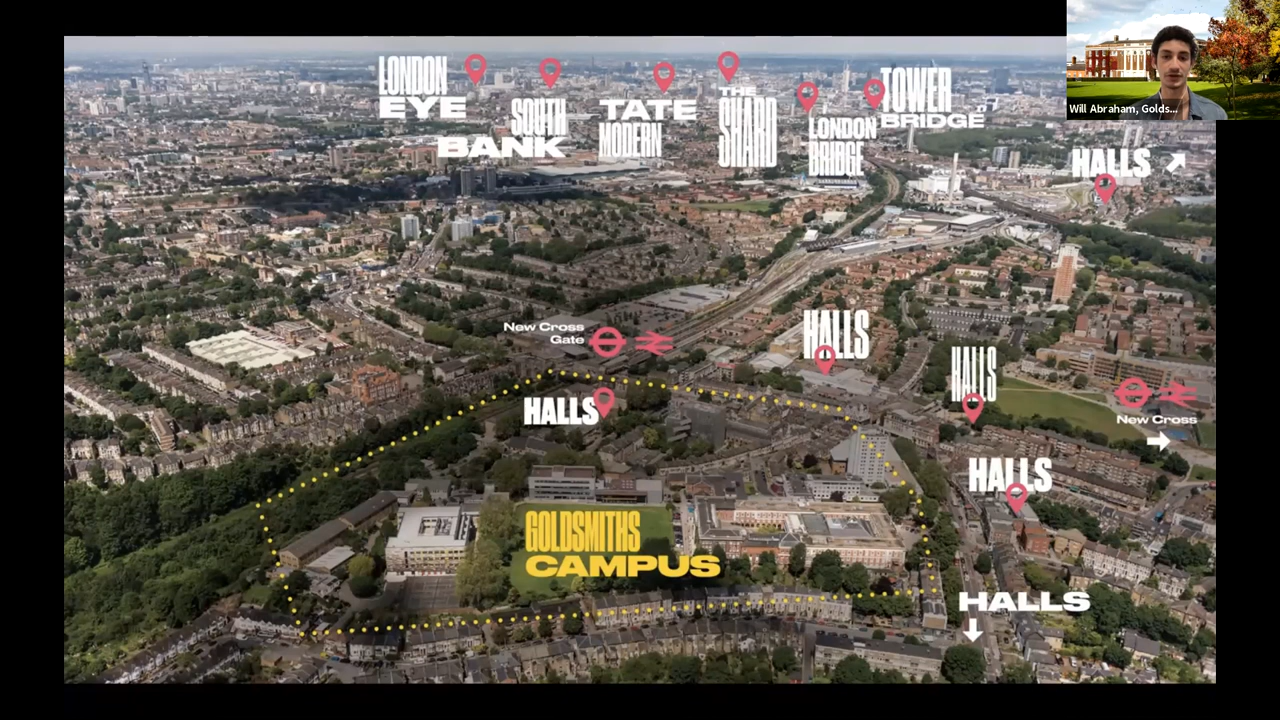 Will Abraham, Golds...
LONDON
EYE
SOUTH
BANK
TATE
MODERN
THE
SHARD
LONDON
BRIDGE
TOWER
BRIDGE
HALLS
New Cross
Gate
HALLS
HALLS
HALLS
New Cross
HALLS
GOLDSMITHS
CAMPUS
HALLS